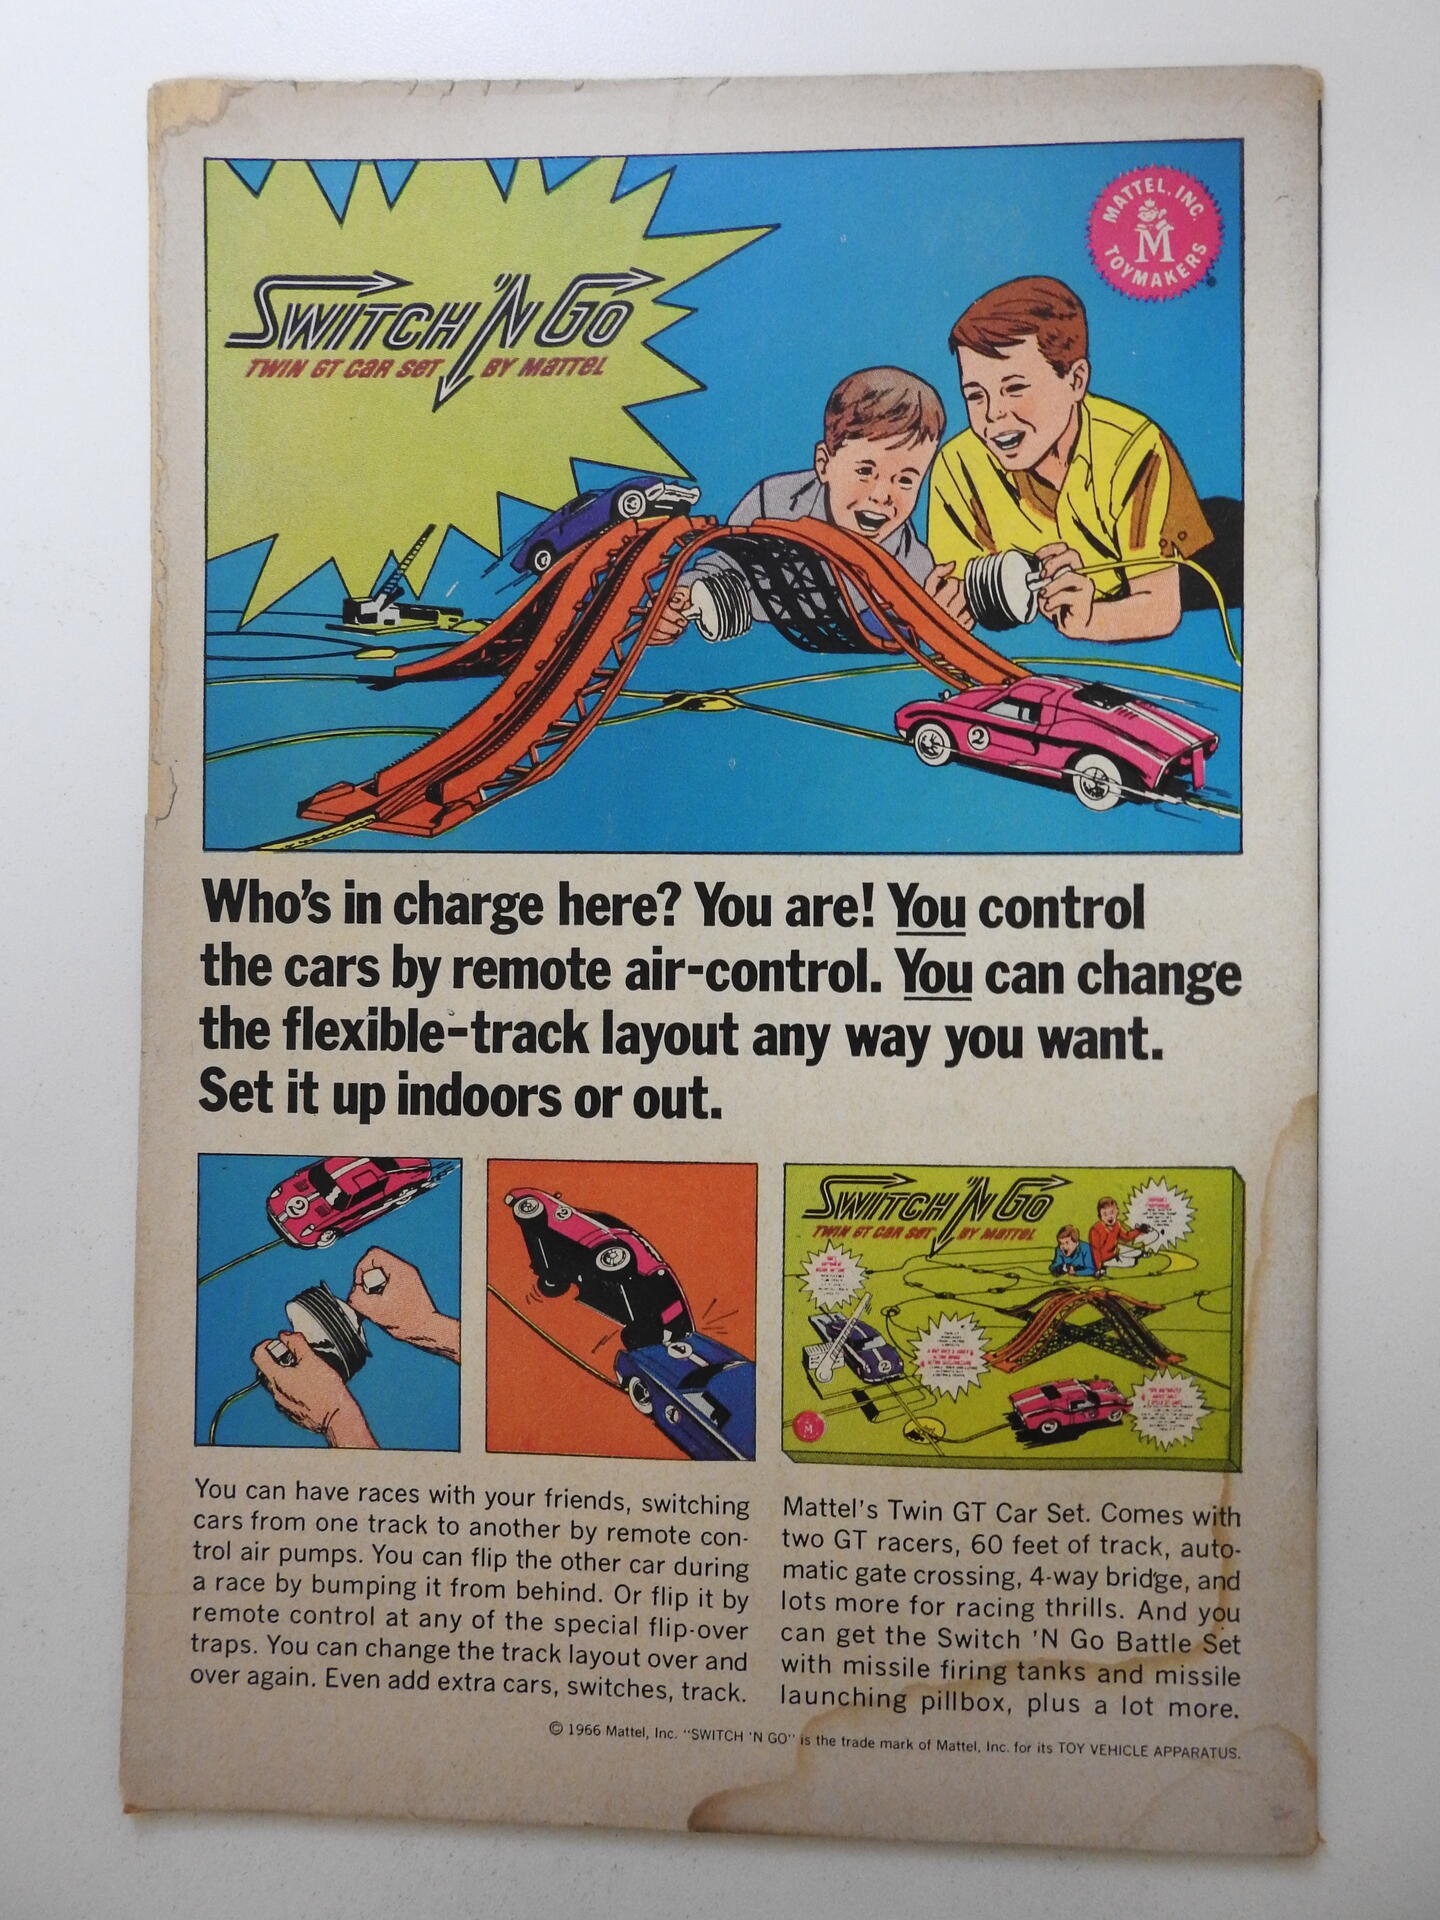 SWITCH 'N GO
TWIN GT CAR SET BY MATTEL
MATTEL, INC.
M
TOYMAKERS
2
Who's in charge here? You are! You control
the cars by remote air-control. You can change
the flexible-track layout any way you want.
Set it up indoors or out.
2
2
4
4
SWITCH 'N GO
TWIN GT CAR SET BY MATTEL
2
M
You can have races with your friends, switching
cars from one track to another by remote con-
trol air pumps. You can flip the other car during
a race by bumping it from behind. Or flip it by
remote control at any of the special flip-over
traps. You can change the track layout over and
over again. Even add extra cars, switches, track.
Mattel's Twin GT Car Set. Comes with
two GT racers, 60 feet of track, auto-
matic gate crossing, 4-way bridge, and
lots more for racing thrills. And you
can get the Switch 'N Go Battle Set
with missile firing tanks and missile
launching pillbox, plus a lot more.
© 1966 Mattel, Inc. "SWITCH 'N GO" is the trade mark of Mattel, Inc. for its TOY VEHICLE APPARATUS.